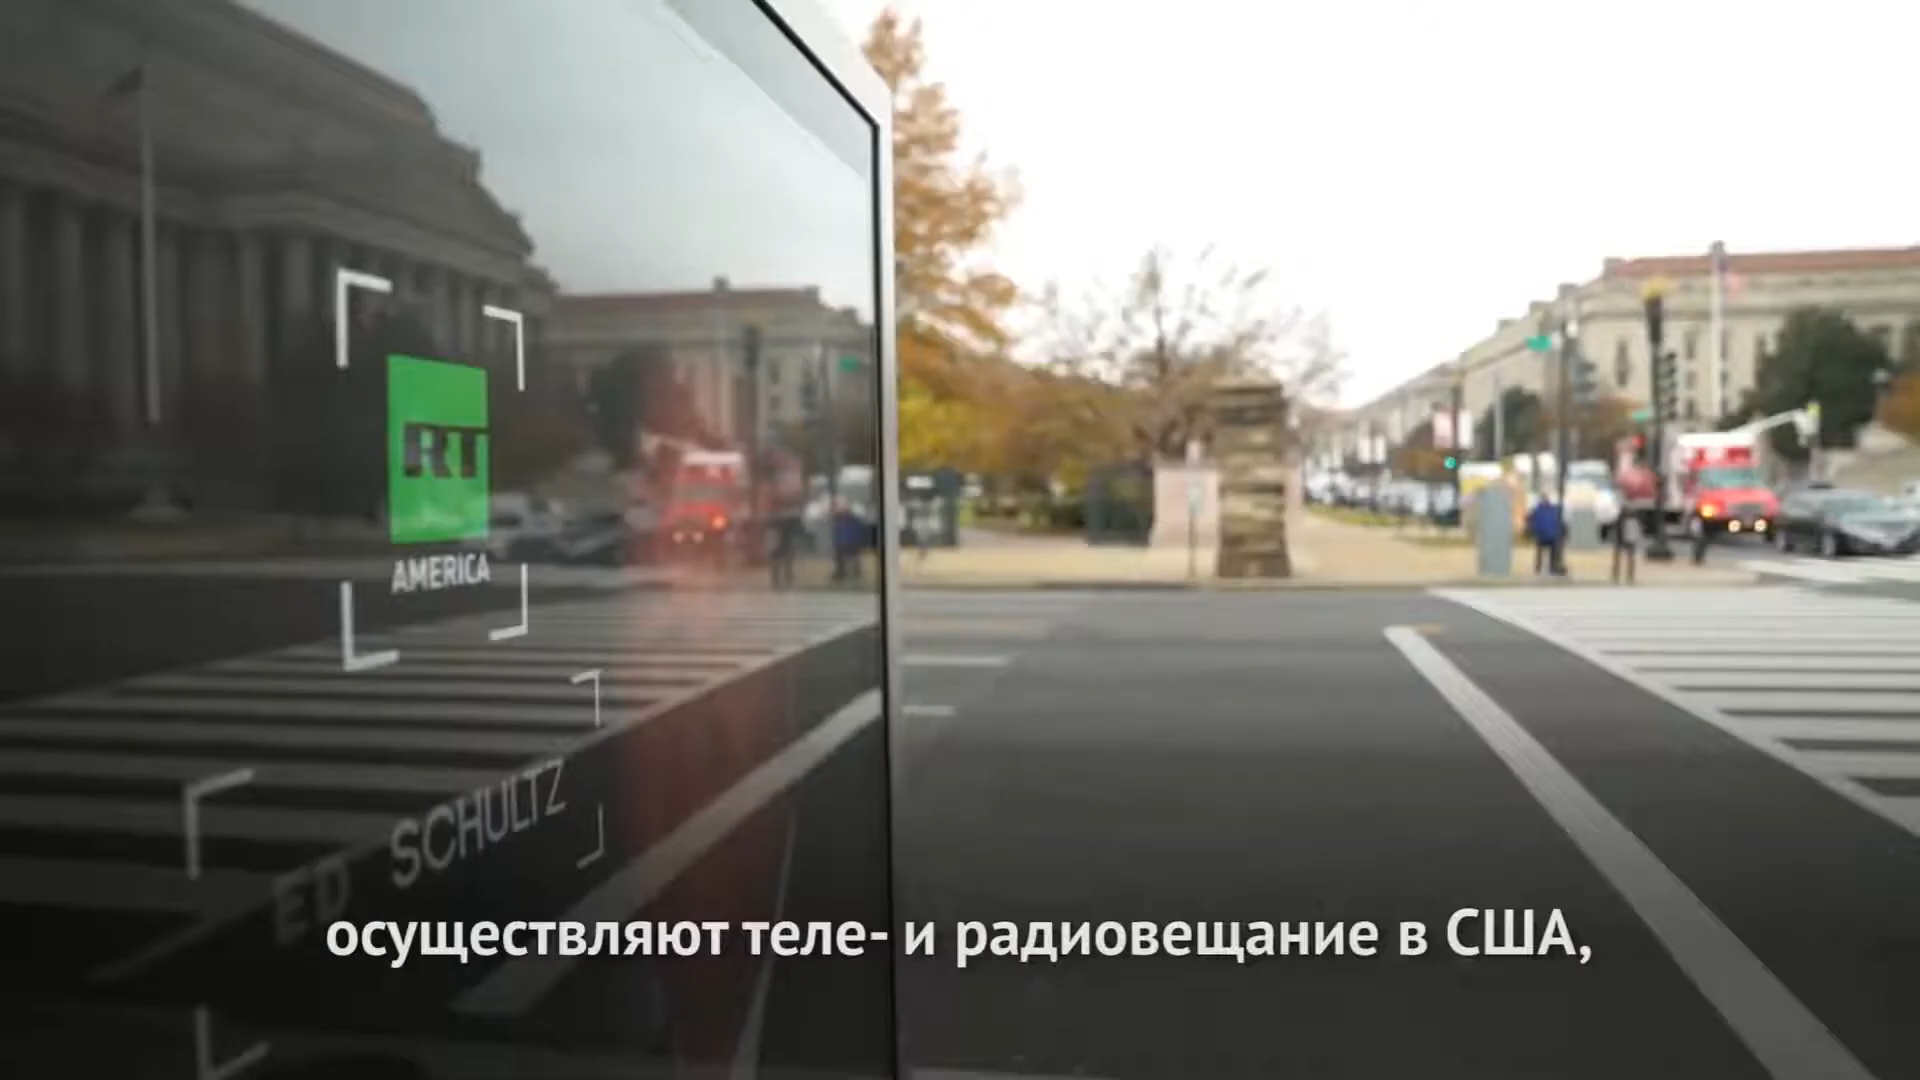 RT
AMERICA
ED SCHULTZ
осуществляют теле- и радиовещание в США,